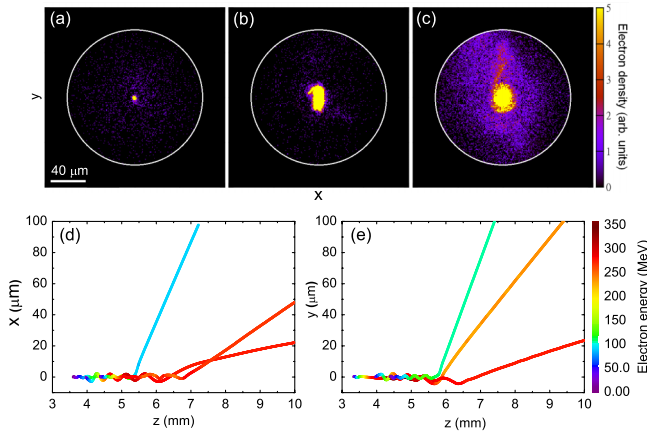 (a) (b) (c)
y
40 μm
x
5
4
3
2
1
0
Electron density (arb. units)
(d)
100
80
60
40
20
0
X (μm)
3 4 5 6 7 8 9 10
z (mm)
(e)
100
80
60
40
20
0
y (μm)
3 4 5 6 7 8 9 10
z (mm)
350
300
250
200
150
100
50.0
0.00
Electron energy (MeV)